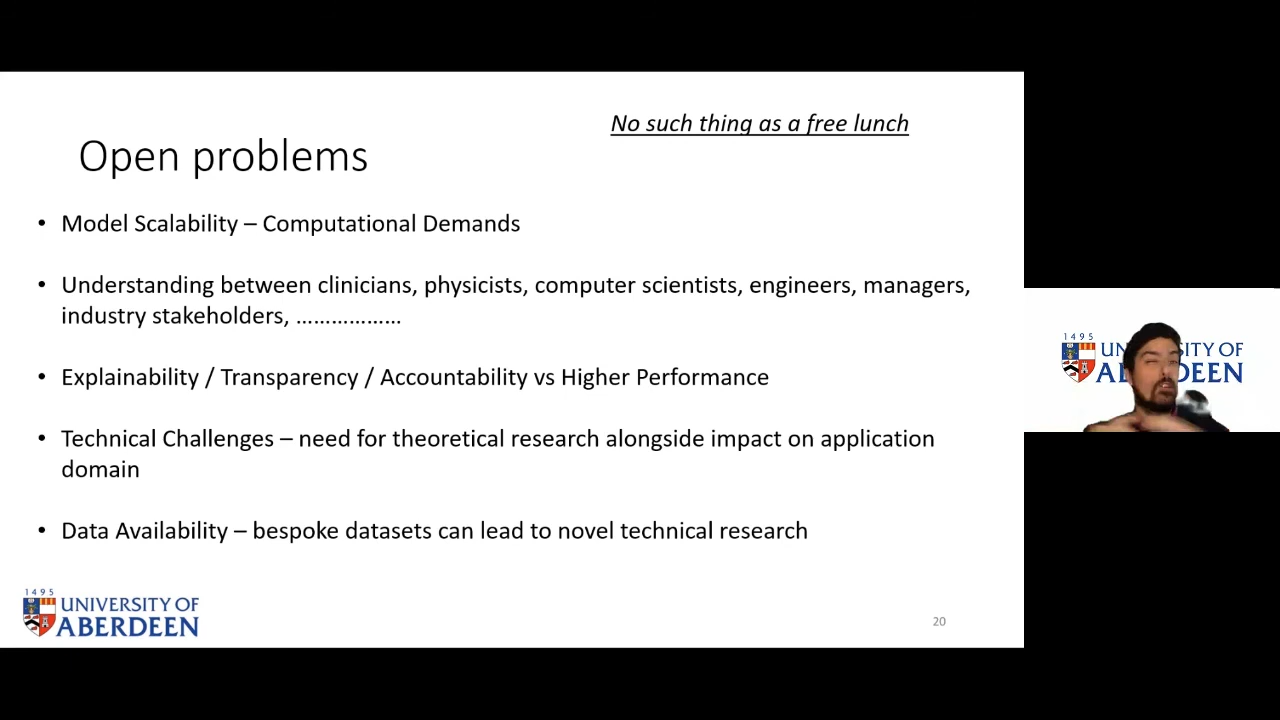 No such thing as a free lunch
Open problems
• Model Scalability – Computational Demands
• Understanding between clinicians, physicists, computer scientists, engineers, managers,
industry stakeholders, ………………
• Explainability / Transparency / Accountability vs Higher Performance
• Technical Challenges – need for theoretical research alongside impact on application
domain
• Data Availability – bespoke datasets can lead to novel technical research
1495
UNIVERSITY OF
ABERDEEN
20
1495